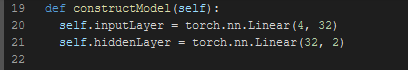 19 def constructModel(self):
20 self.inputLayer = torch.nn.Linear(4, 32)
21 self.hiddenLayer = torch.nn.Linear(32, 2)
22